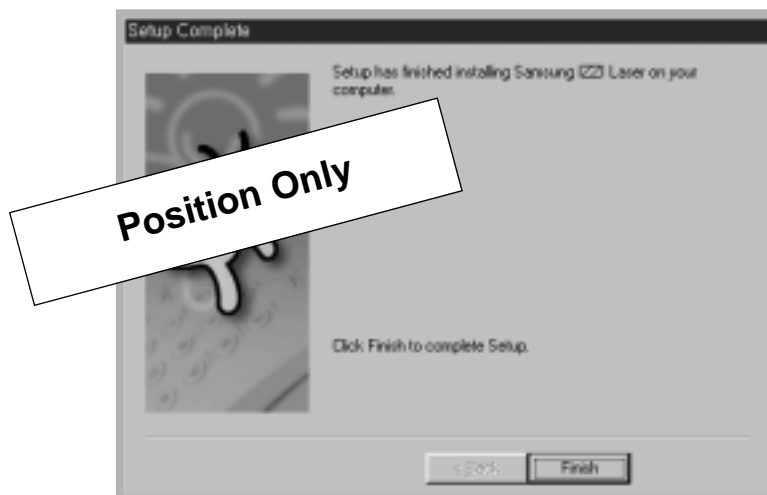 Setup Complete
Setup has finished installing Samsung Laser on your
computer.
Position Only
Click Finish to complete Setup.
< Back Finish